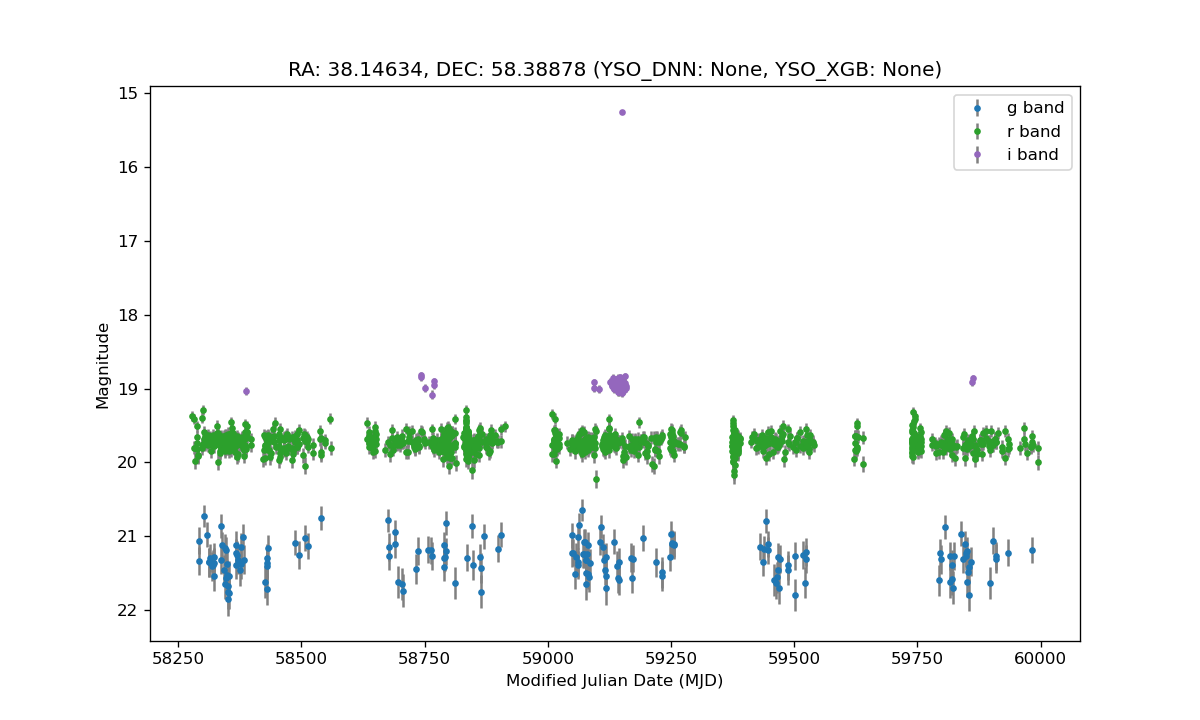 RA: 38.14634, DEC: 58.38878 (YSO_DNN: None, YSO_XGB: None)
g band
r band
i band
Magnitude
15
16
17
18
19
20
21
22
58250
58500
58750
59000
59250
59500
59750
60000
Modified Julian Date (MJD)